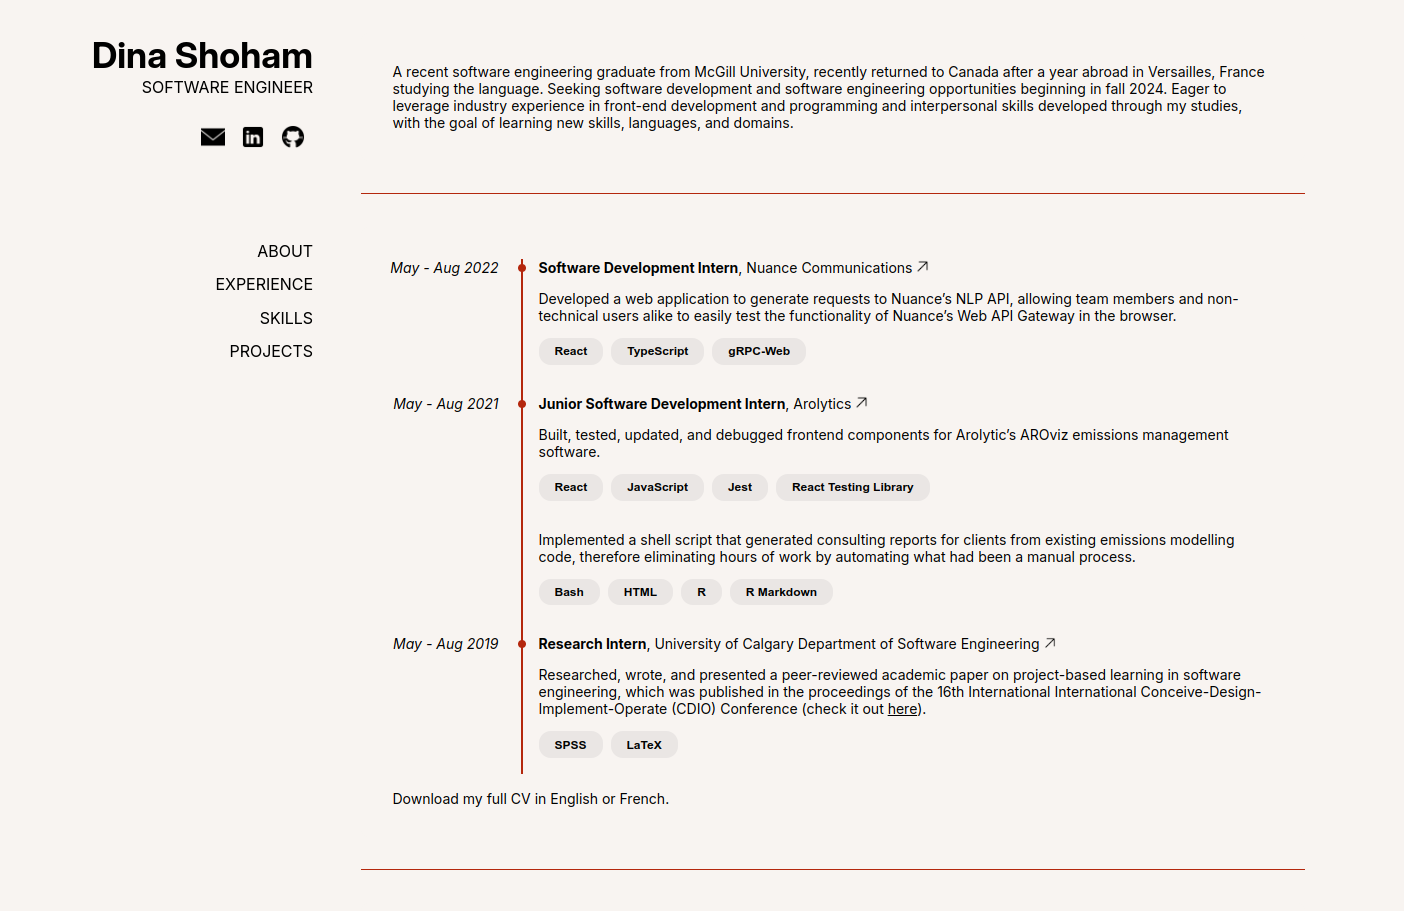 Dina Shoham
SOFTWARE ENGINEER
ABOUT
EXPERIENCE
SKILLS
PROJECTS
A recent software engineering graduate from McGill University, recently returned to Canada after a year abroad in Versailles, France
studying the language. Seeking software development and software engineering opportunities beginning in fall 2024. Eager to
leverage industry experience in front-end development and programming and interpersonal skills developed through my studies,
with the goal of learning new skills, languages, and domains.
May - Aug 2022 Software Development Intern, Nuance Communications
Developed a web application to generate requests to Nuance’s NLP API, allowing team members and non-
technical users alike to easily test the functionality of Nuance’s Web API Gateway in the browser.
React TypeScript gRPC-Web
May - Aug 2021 Junior Software Development Intern, Arolytics
Built, tested, updated, and debugged frontend components for Arolytic’s AROviz emissions management
software.
React JavaScript Jest React Testing Library
Implemented a shell script that generated consulting reports for clients from existing emissions modelling
code, therefore eliminating hours of work by automating what had been a manual process.
Bash HTML R R Markdown
May - Aug 2019 Research Intern, University of Calgary Department of Software Engineering
Researched, wrote, and presented a peer-reviewed academic paper on project-based learning in software
engineering, which was published in the proceedings of the 16th International International Conceive-Design-
Implement-Operate (CDIO) Conference (check it out here).
SPSS LaTeX
Download my full CV in English or French.